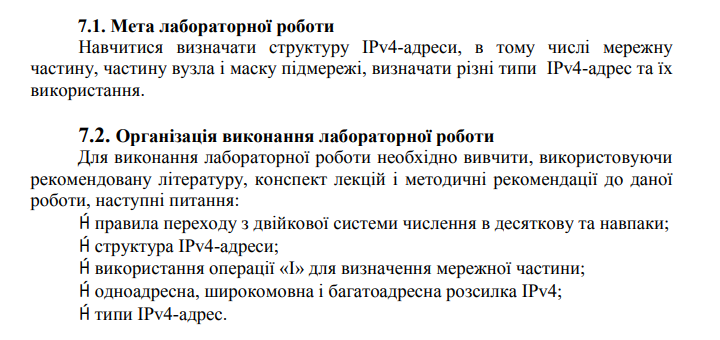 7.1. Мета лабораторної роботи
Навчитися визначати структуру IPv4-адреси, в тому числі мережну
частину, частину вузла і маску підмережі, визначати різні типи IPv4-адрес та їх
використання.
7.2. Організація виконання лабораторної роботи
Для виконання лабораторної роботи необхідно вивчити, використовуючи
рекомендовану літературу, конспект лекцій і методичні рекомендації до даної
роботи, наступні питання:
Н́ правила переходу з двійкової системи числення в десяткову та навпаки;
Н́ структура IPv4-адреси;
Н́ використання операції «І» для визначення мережної частини;
Н́ одноадресна, широкомовна і багатоадресна розсилка IPv4;
Н́ типи IPv4-адрес.